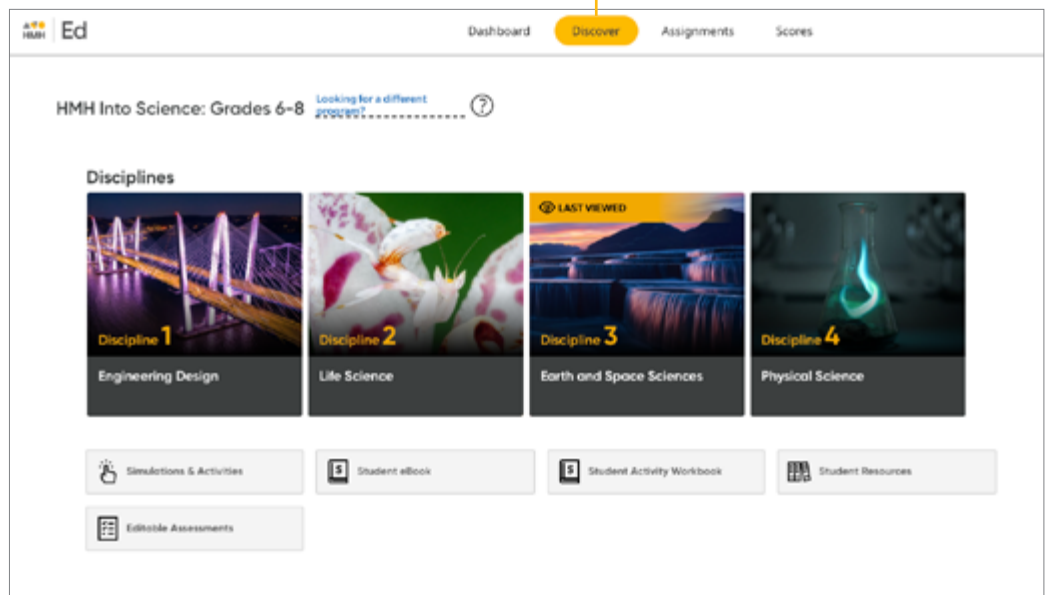 HMH
Ed
Dashboard
Discover
Assignments
Scores
HMH Into Science: Grades 6-8
Looking for a different
program?
?
Disciplines
LAST VIEWED
Discipline 1
Engineering Design
Discipline 2
Life Science
Discipline 3
Earth and Space Sciences
Discipline 4
Physical Science
Simulations & Activities
S
Student eBook
S
Student Activity Workbook
Student Resources
Editable Assessments